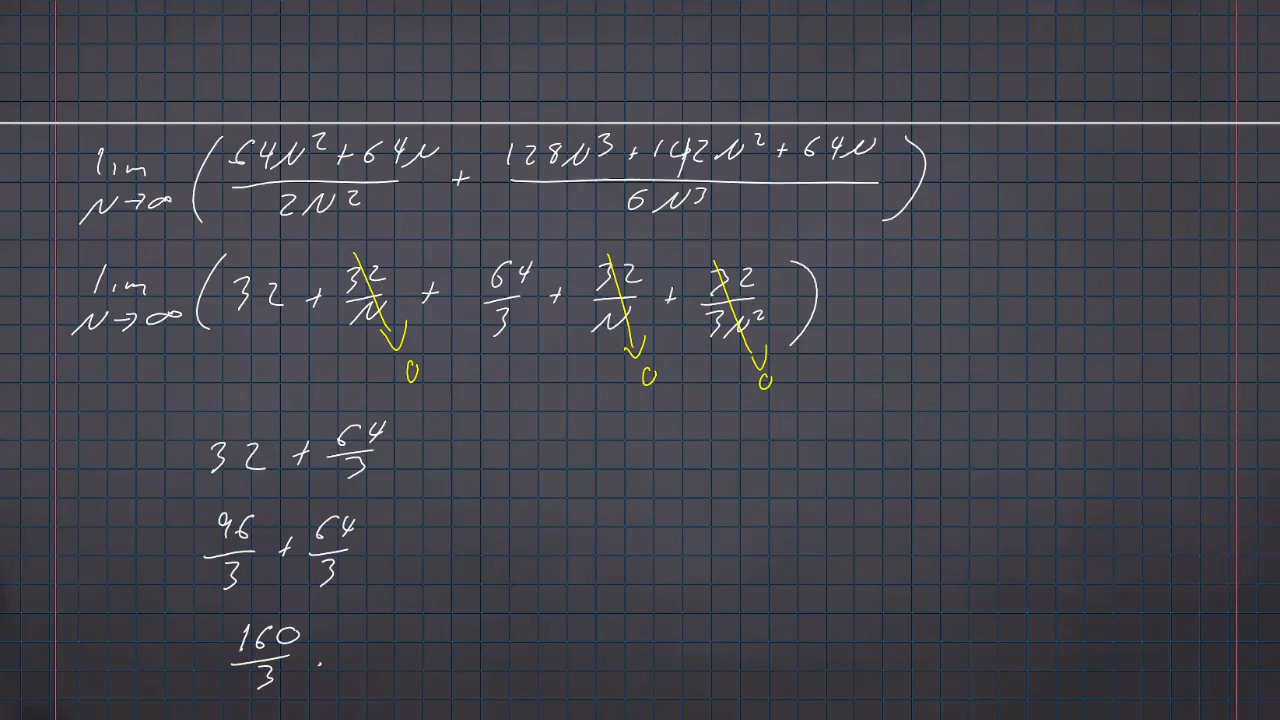 lim N→∞ ( (64N² + 64N)/(2N²) + (128N³ + 192N² + 64N)/(6N³) )
lim N→∞ ( 32 + 32/N + 64/3 + 32/N + 32/(3N²) )
0 0 0
32 + 64/3
96/3 + 64/3
160/3 .